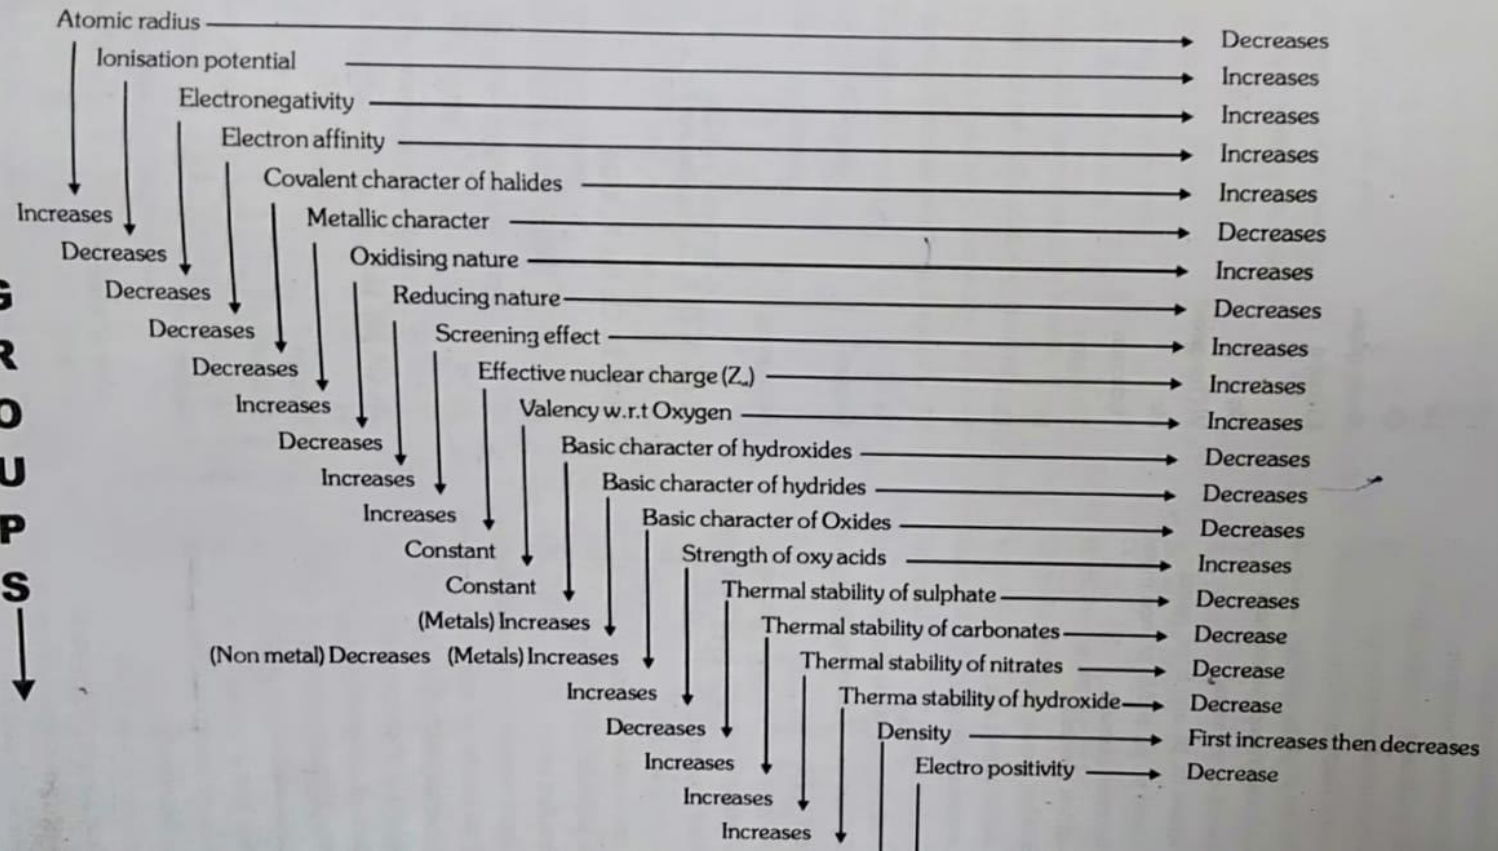 Atomic radius Decreases
Ionisation potential Increases
Electronegativity Increases
Electron affinity Increases
Covalent character of halides Increases
Increases Metallic character Decreases
Decreases Oxidising nature Increases
Decreases Reducing nature Decreases
Decreases Screening effect Increases
Decreases Effective nuclear charge (Z) Increases
Increases Valency w.r.t Oxygen Increases
Decreases Basic character of hydroxides Decreases
Increases Basic character of hydrides Decreases
Increases Basic character of Oxides Decreases
Constant Strength of oxy acids Increases
Constant Thermal stability of sulphate Decreases
(Metals) Increases Thermal stability of carbonates Decrease
(Non metal) Decreases (Metals) Increases Thermal stability of nitrates Decrease
Increases Therma stability of hydroxide Decrease
Decreases Density First increases then decreases
Increases Electro positivity Decrease
Increases
Increases
G
R
O
U
P
S